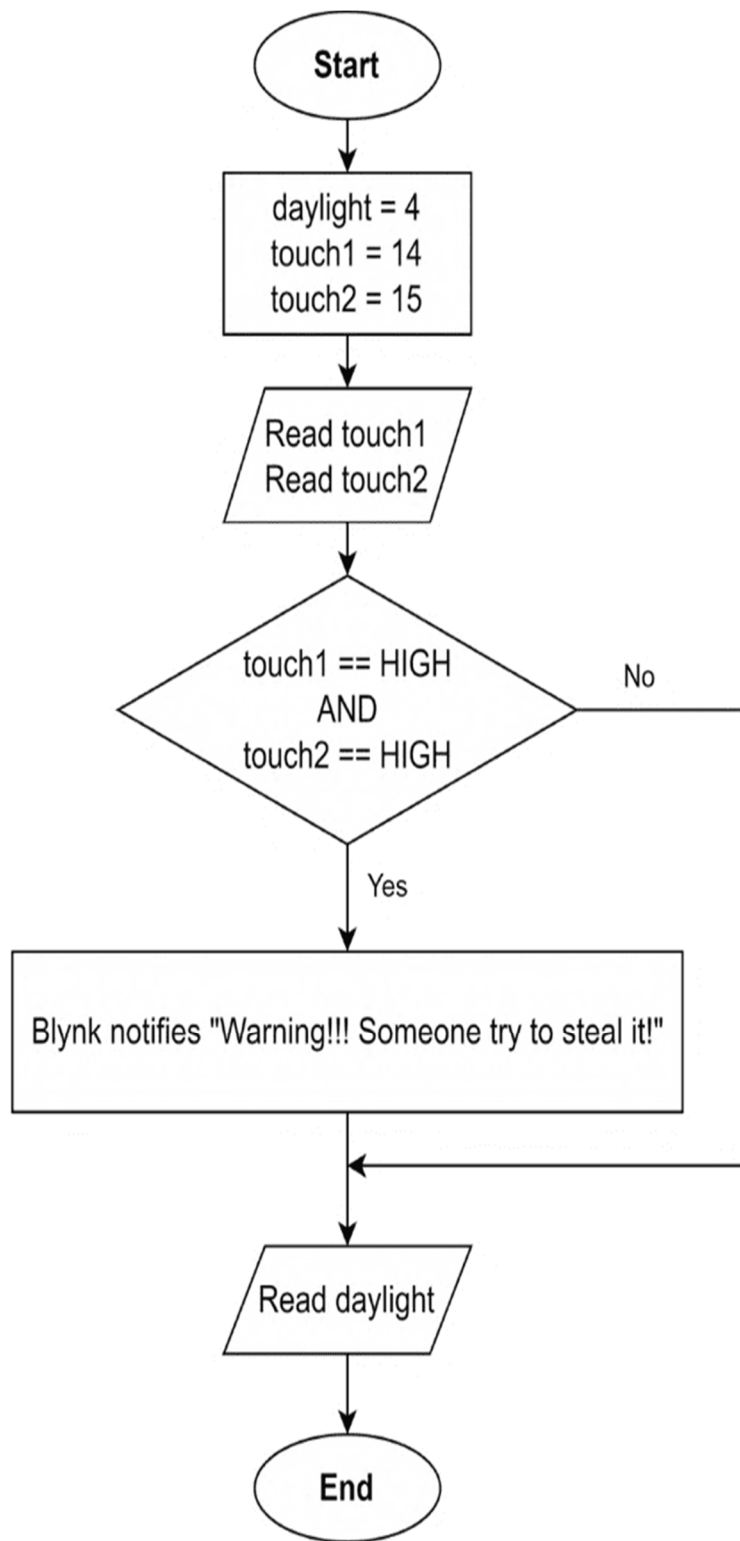 Start
daylight = 4
touch1 = 14
touch2 = 15
Read touch1
Read touch2
touch1 == HIGH
AND
touch2 == HIGH
No
Yes
Blynk notifies "Warning!!! Someone try to steal it!"
Read daylight
End